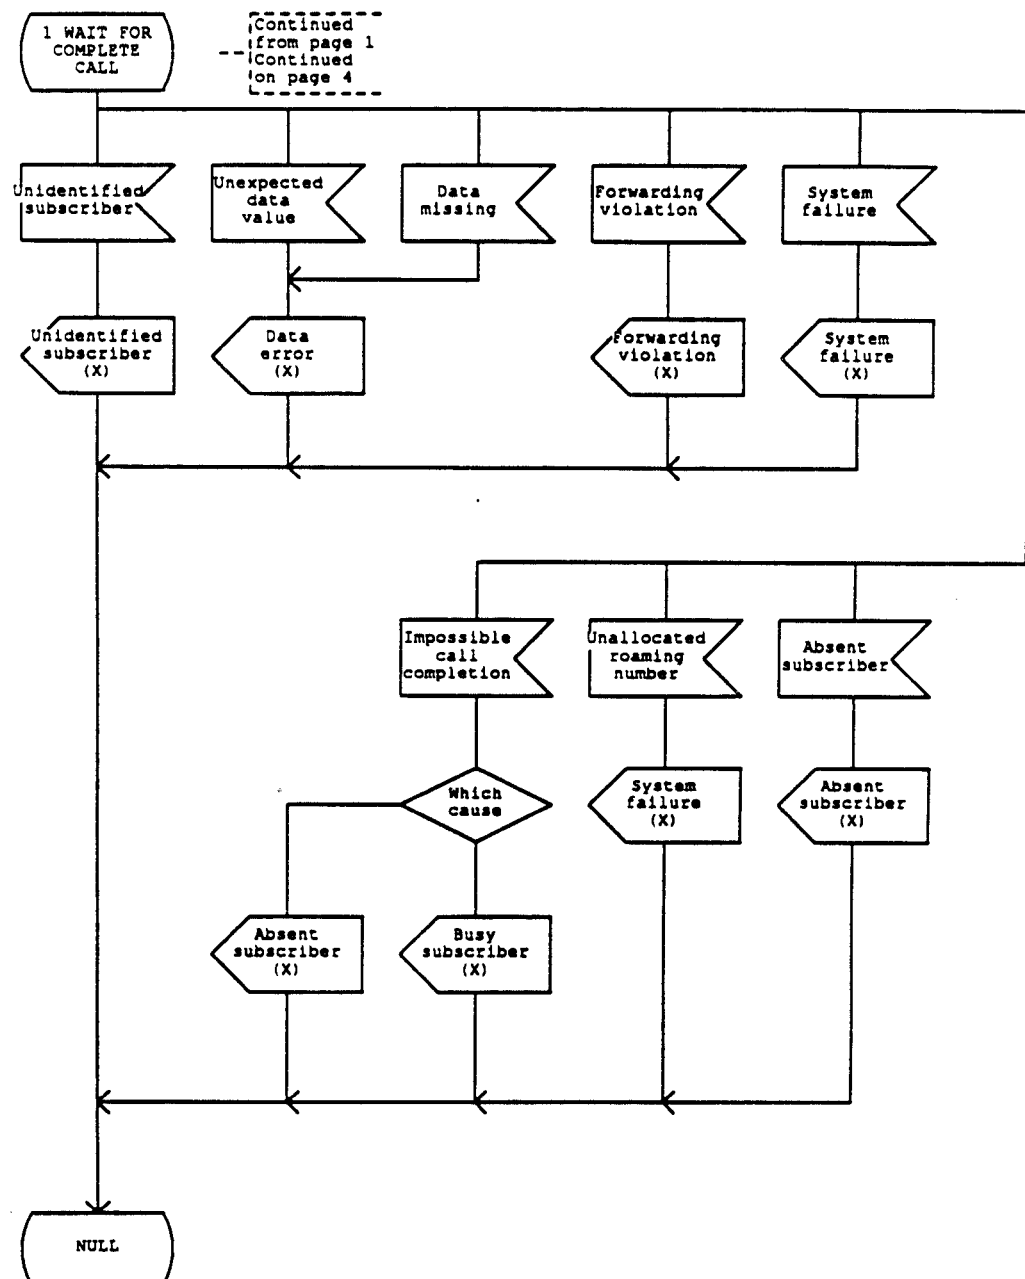 1 WAIT FOR
COMPLETE
CALL
Continued
from page 1
Continued
on page 4
Unidentified
subscriber
Unexpected
data
value
Data
missing
Forwarding
violation
System
failure
Unidentified
subscriber
(X)
Data
error
(X)
Forwarding
violation
(X)
System
failure
(X)
Impossible
call
completion
Unallocated
roaming
number
Absent
subscriber
Which
cause
System
failure
(X)
Absent
subscriber
(X)
Absent
subscriber
(X)
Busy
subscriber
(X)
NULL